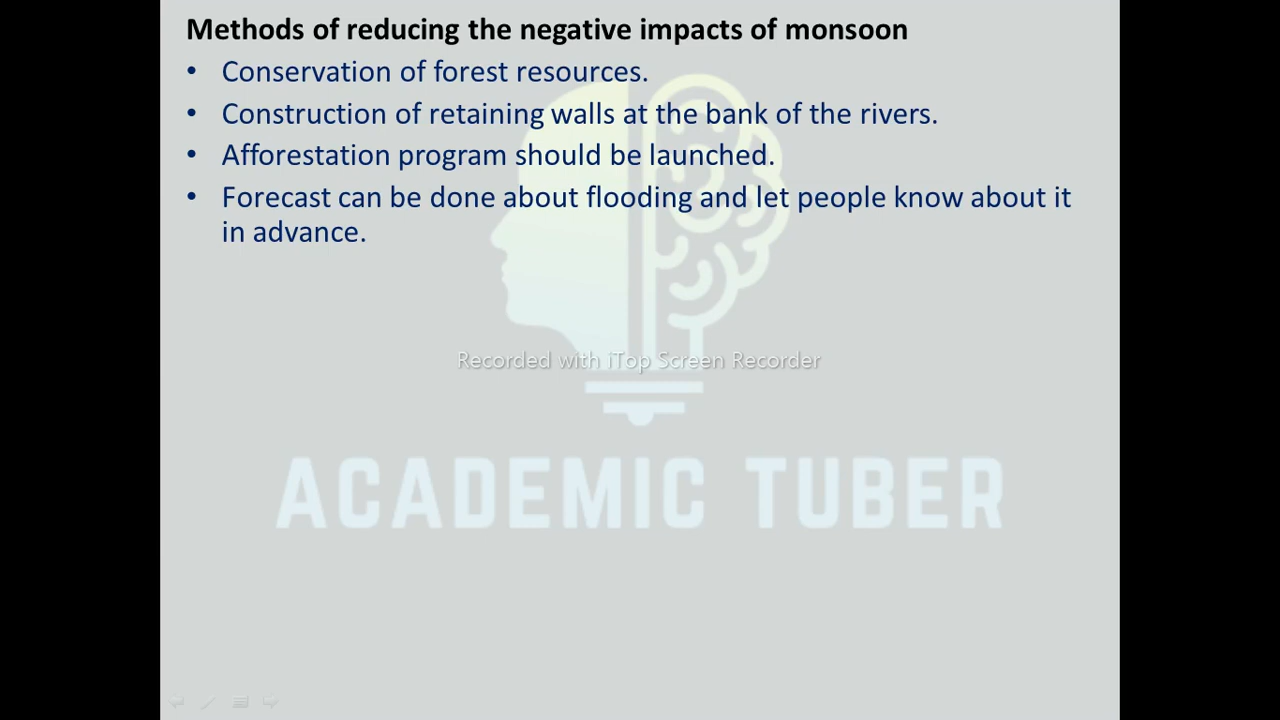 Methods of reducing the negative impacts of monsoon
• Conservation of forest resources.
• Construction of retaining walls at the bank of the rivers.
• Afforestation program should be launched.
• Forecast can be done about flooding and let people know about it
in advance.
Recorded with iTop Screen Recorder
ACADEMIC TUBER